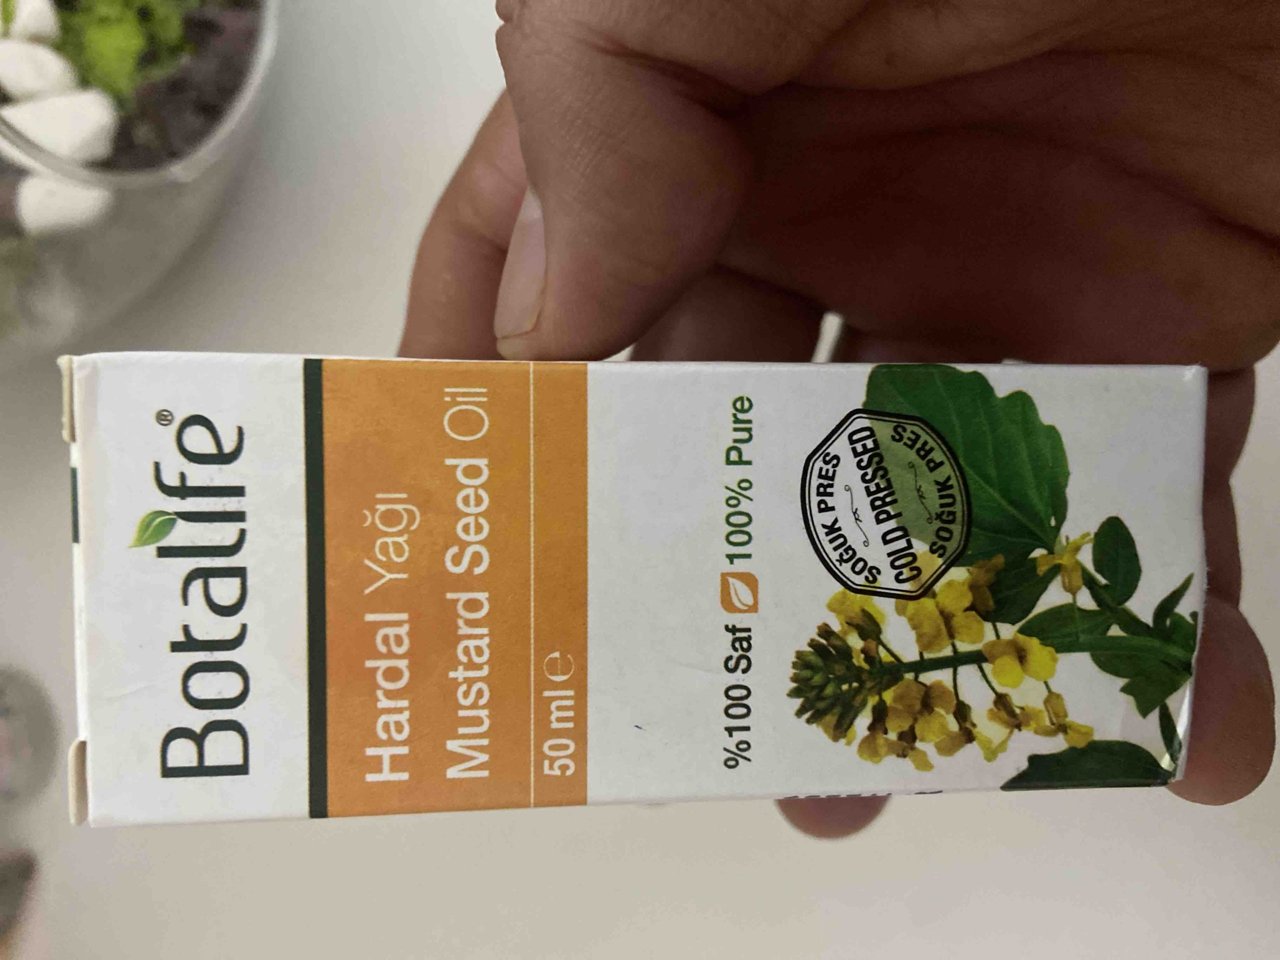 Botalife®
Hardal Yağı
Mustard Seed Oil
50 ml ℮
%100 Saf 100% Pure
SOĞUK PRES
COLD PRESSED
SOĞUK PRES